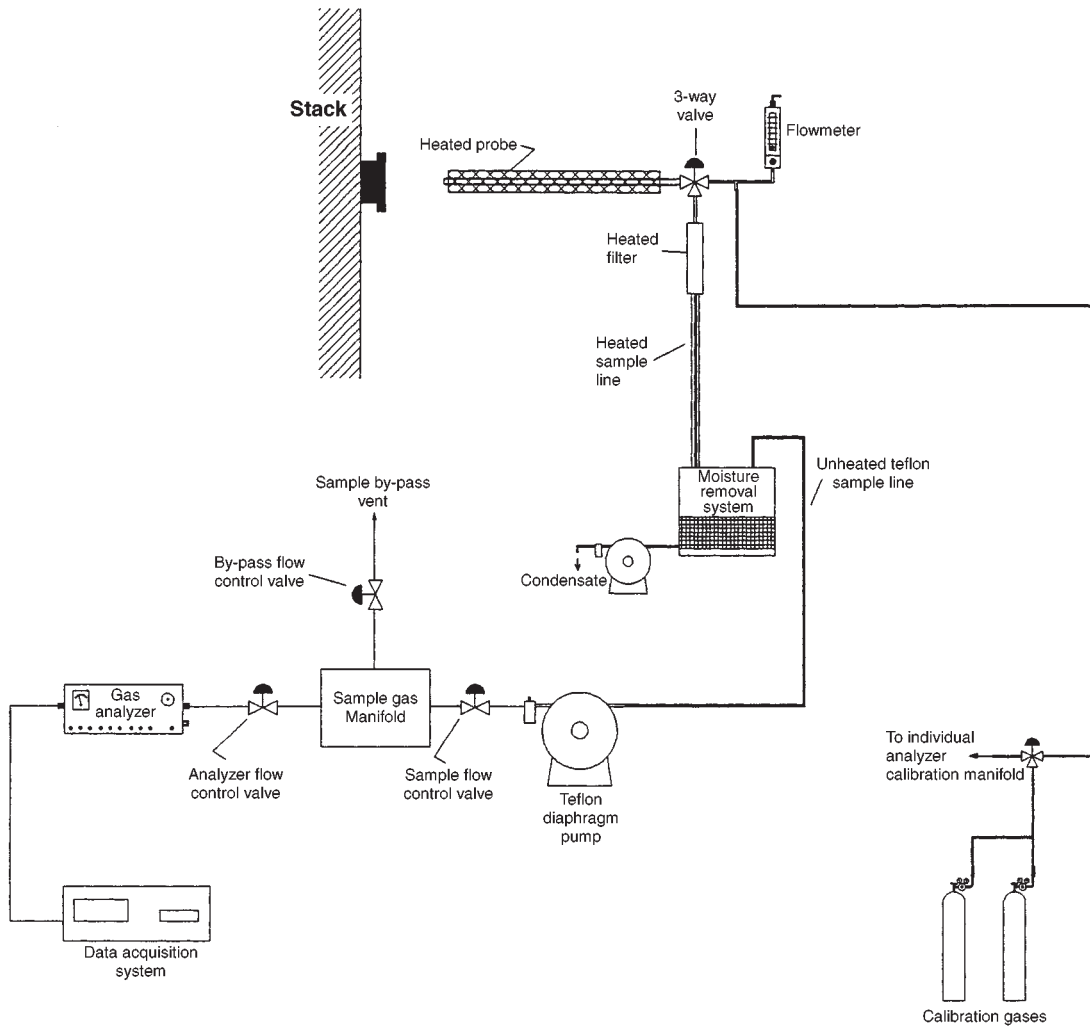 Stack
3-way
valve
Flowmeter
Heated probe
Heated
filter
Heated
sample
line
Moisture
removal
system
Unheated teflon
sample line
Sample by-pass
vent
By-pass flow
control valve
Condensate
Gas
analyzer
Sample gas
Manifold
Analyzer flow
control valve
Sample flow
control valve
Teflon
diaphragm
pump
To individual
analyzer
calibration manifold
Data acquisition
system
Calibration gases